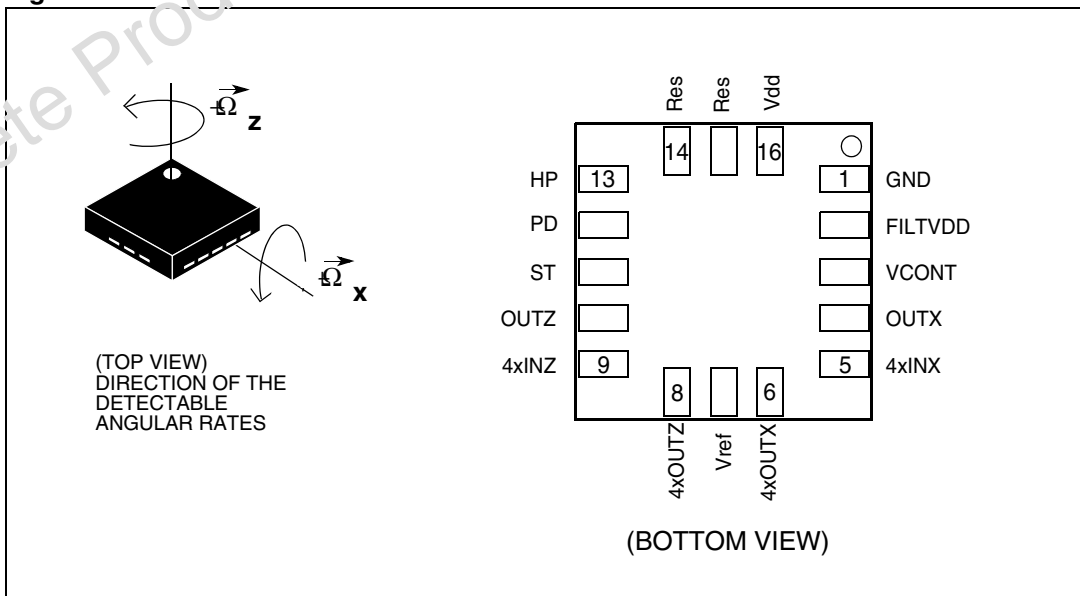 +Ω z
+Ω x
(TOP VIEW)
DIRECTION OF THE
DETECTABLE
ANGULAR RATES
Res Res Vdd
14 16
HP 13 1 GND
PD FILTVDD
ST VCONT
OUTZ OUTX
4xINZ 9 5 4xINX
8 6
4xOUTZ Vref 4xOUTX
(BOTTOM VIEW)